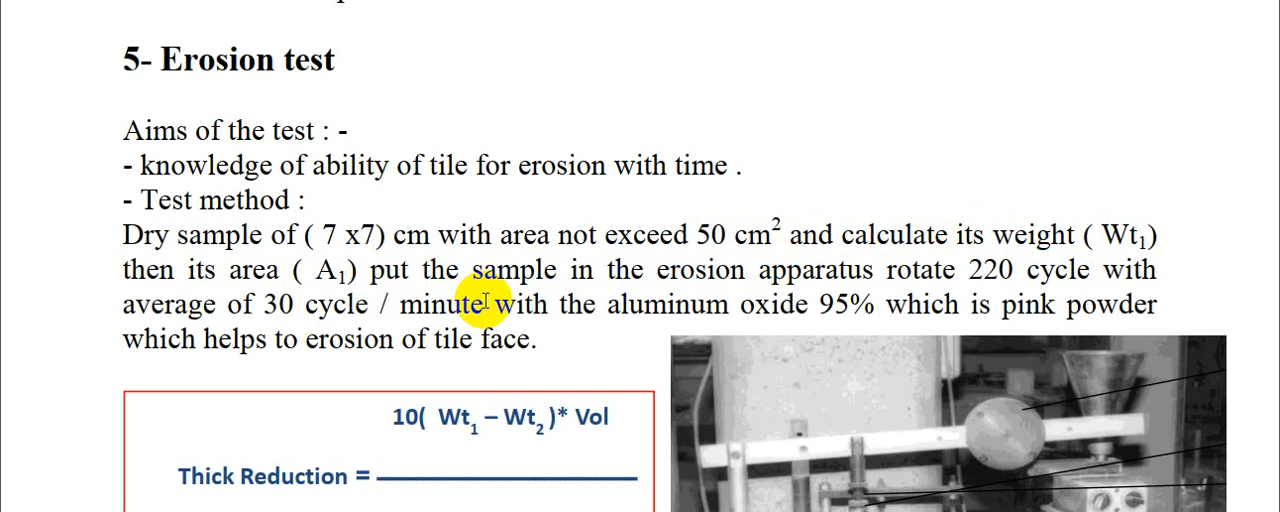 5- Erosion test
Aims of the test : -
- knowledge of ability of tile for erosion with time .
- Test method :
Dry sample of ( 7 x7) cm with area not exceed 50 cm² and calculate its weight ( Wt₁)
then its area ( A₁) put the sample in the erosion apparatus rotate 220 cycle with
average of 30 cycle / minute with the aluminum oxide 95% which is pink powder
which helps to erosion of tile face.
10( Wt₁ – Wt₂ )* Vol
Thick Reduction =